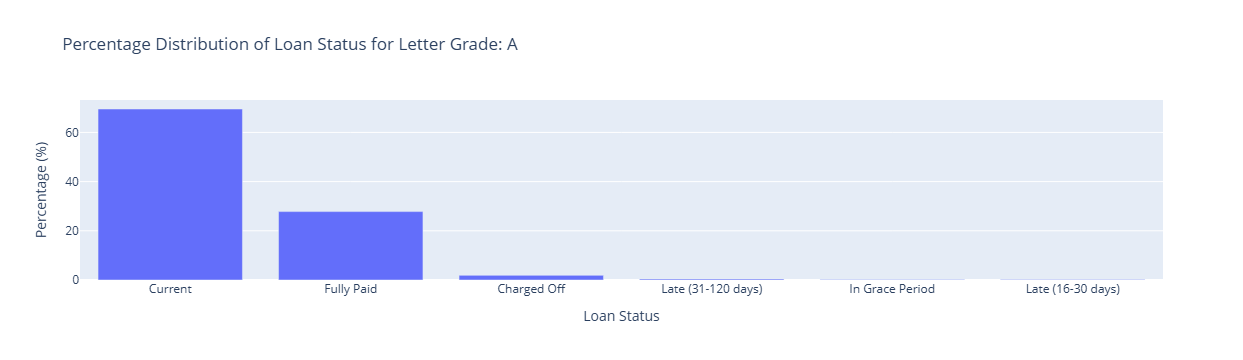 Percentage Distribution of Loan Status for Letter Grade: A
Percentage (%)
60
40
20
0
Current Fully Paid Charged Off Late (31-120 days) In Grace Period Late (16-30 days)
Loan Status